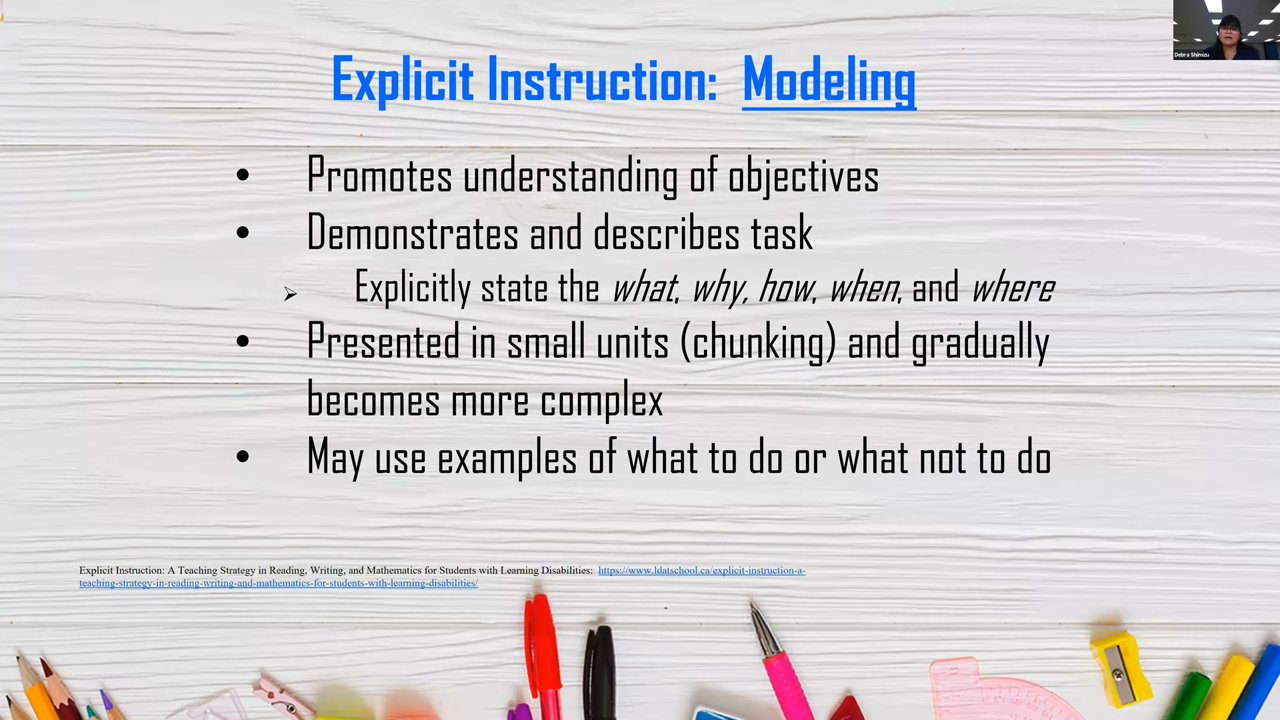 Debra Shimizu
Explicit Instruction: Modeling
• Promotes understanding of objectives
• Demonstrates and describes task
➢ Explicitly state the what, why, how, when, and where
• Presented in small units (chunking) and gradually
becomes more complex
• May use examples of what to do or what not to do
Explicit Instruction: A Teaching Strategy in Reading, Writing, and Mathematics for Students with Learning Disabilities: https://www.ldatschool.ca/explicit-instruction-a-
teaching-strategy-in-reading-writing-and-mathematics-for-students-with-learning-disabilities/